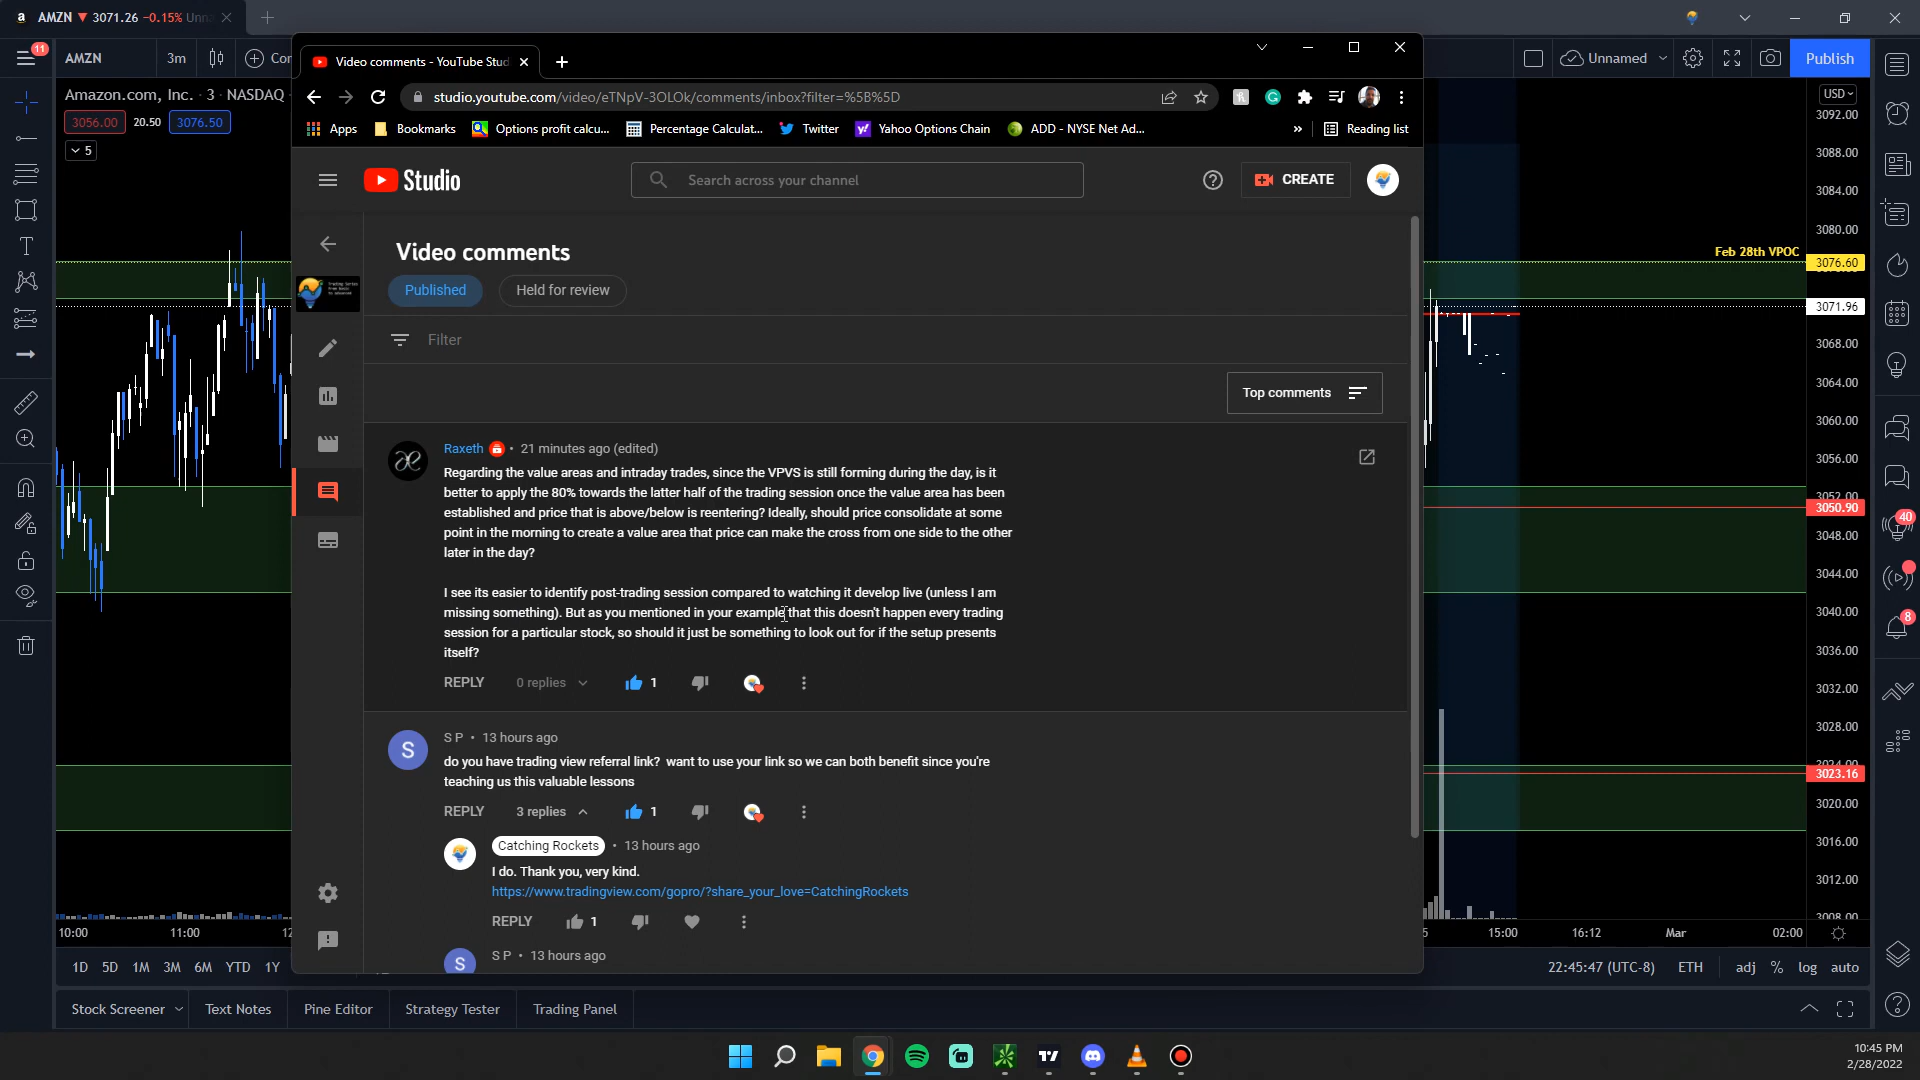 AMZN ▼ 3071.26 −0.15% Unn
11
AMZN
3m
Con
Unnamed
Publish
Amazon.com, Inc. · 3 · NASDAQ
3056.00 20.50 3076.50
5
Video comments - YouTube Stud
studio.youtube.com/video/eTNpV-3OLOk/comments/inbox?filter=%5B%5D
Apps
Bookmarks
Options profit calcu...
Percentage Calculat...
Twitter
Yahoo Options Chain
ADD - NYSE Net Ad...
»
Reading list
Studio
Search across your channel
CREATE
Video comments
Published
Held for review
Filter
Top comments
Raxeth • 21 minutes ago (edited)
Regarding the value areas and intraday trades, since the VPVS is still forming during the day, is it
better to apply the 80% towards the latter half of the trading session once the value area has been
established and price that is above/below is reentering? Ideally, should price consolidate at some
point in the morning to create a value area that price can make the cross from one side to the other
later in the day?
I see its easier to identify post-trading session compared to watching it develop live (unless I am
missing something). But as you mentioned in your example that this doesn't happen every trading
session for a particular stock, so should it just be something to look out for if the setup presents
itself?
REPLY 0 replies 1
S
S P • 13 hours ago
do you have trading view referral link? want to use your link so we can both benefit since you're
teaching us this valuable lessons
REPLY 3 replies 1
Catching Rockets • 13 hours ago
I do. Thank you, very kind.
https://www.tradingview.com/gopro/?share_your_love=CatchingRockets
REPLY 1
S
S P • 13 hours ago
USD
3092.00
3088.00
3084.00
3080.00
Feb 28th VPOC
3076.60
3071.96
3068.00
3064.00
3060.00
3056.00
3052.00
3050.90
3048.00
3044.00
3040.00
3036.00
3032.00
3028.00
3024.00
3023.16
3020.00
3016.00
3012.00
3008.00
40
8
10:00
11:00
12
15:00
16:12
Mar
02:00
1D 5D 1M 3M 6M YTD 1Y
22:45:47 (UTC-8)
ETH
adj
%
log
auto
Stock Screener
Text Notes
Pine Editor
Strategy Tester
Trading Panel
10:45 PM
2/28/2022